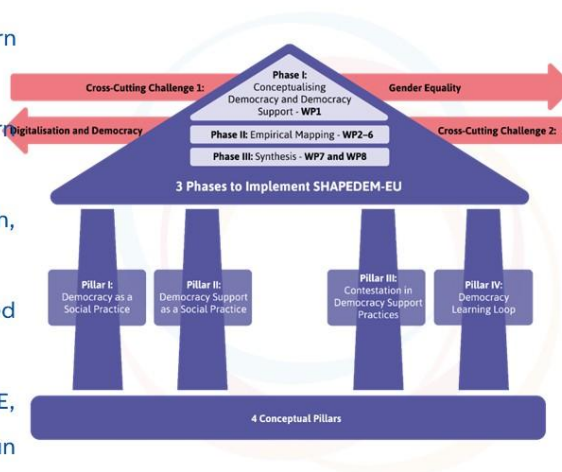 rn
Phase I:
Cross-Cutting Challenge 1:
Conceptualising
Gender Equality
Democracy and Democracy
Support - WP1
rn
Digitalisation and Democracy
Phase II: Empirical Mapping - WP2–6
Cross-Cutting Challenge 2:
Phase III: Synthesis - WP7 and WP8
3 Phases to Implement SHAPEDEM-EU
n,
Pillar I:
Democracy as a
Social Practice
Pillar II:
Democracy Support
as a Social Practice
Pillar III:
Contestation in
Democracy Support
Practices
Pillar IV:
Democracy
Learning Loop
ed
E,
4 Conceptual Pillars